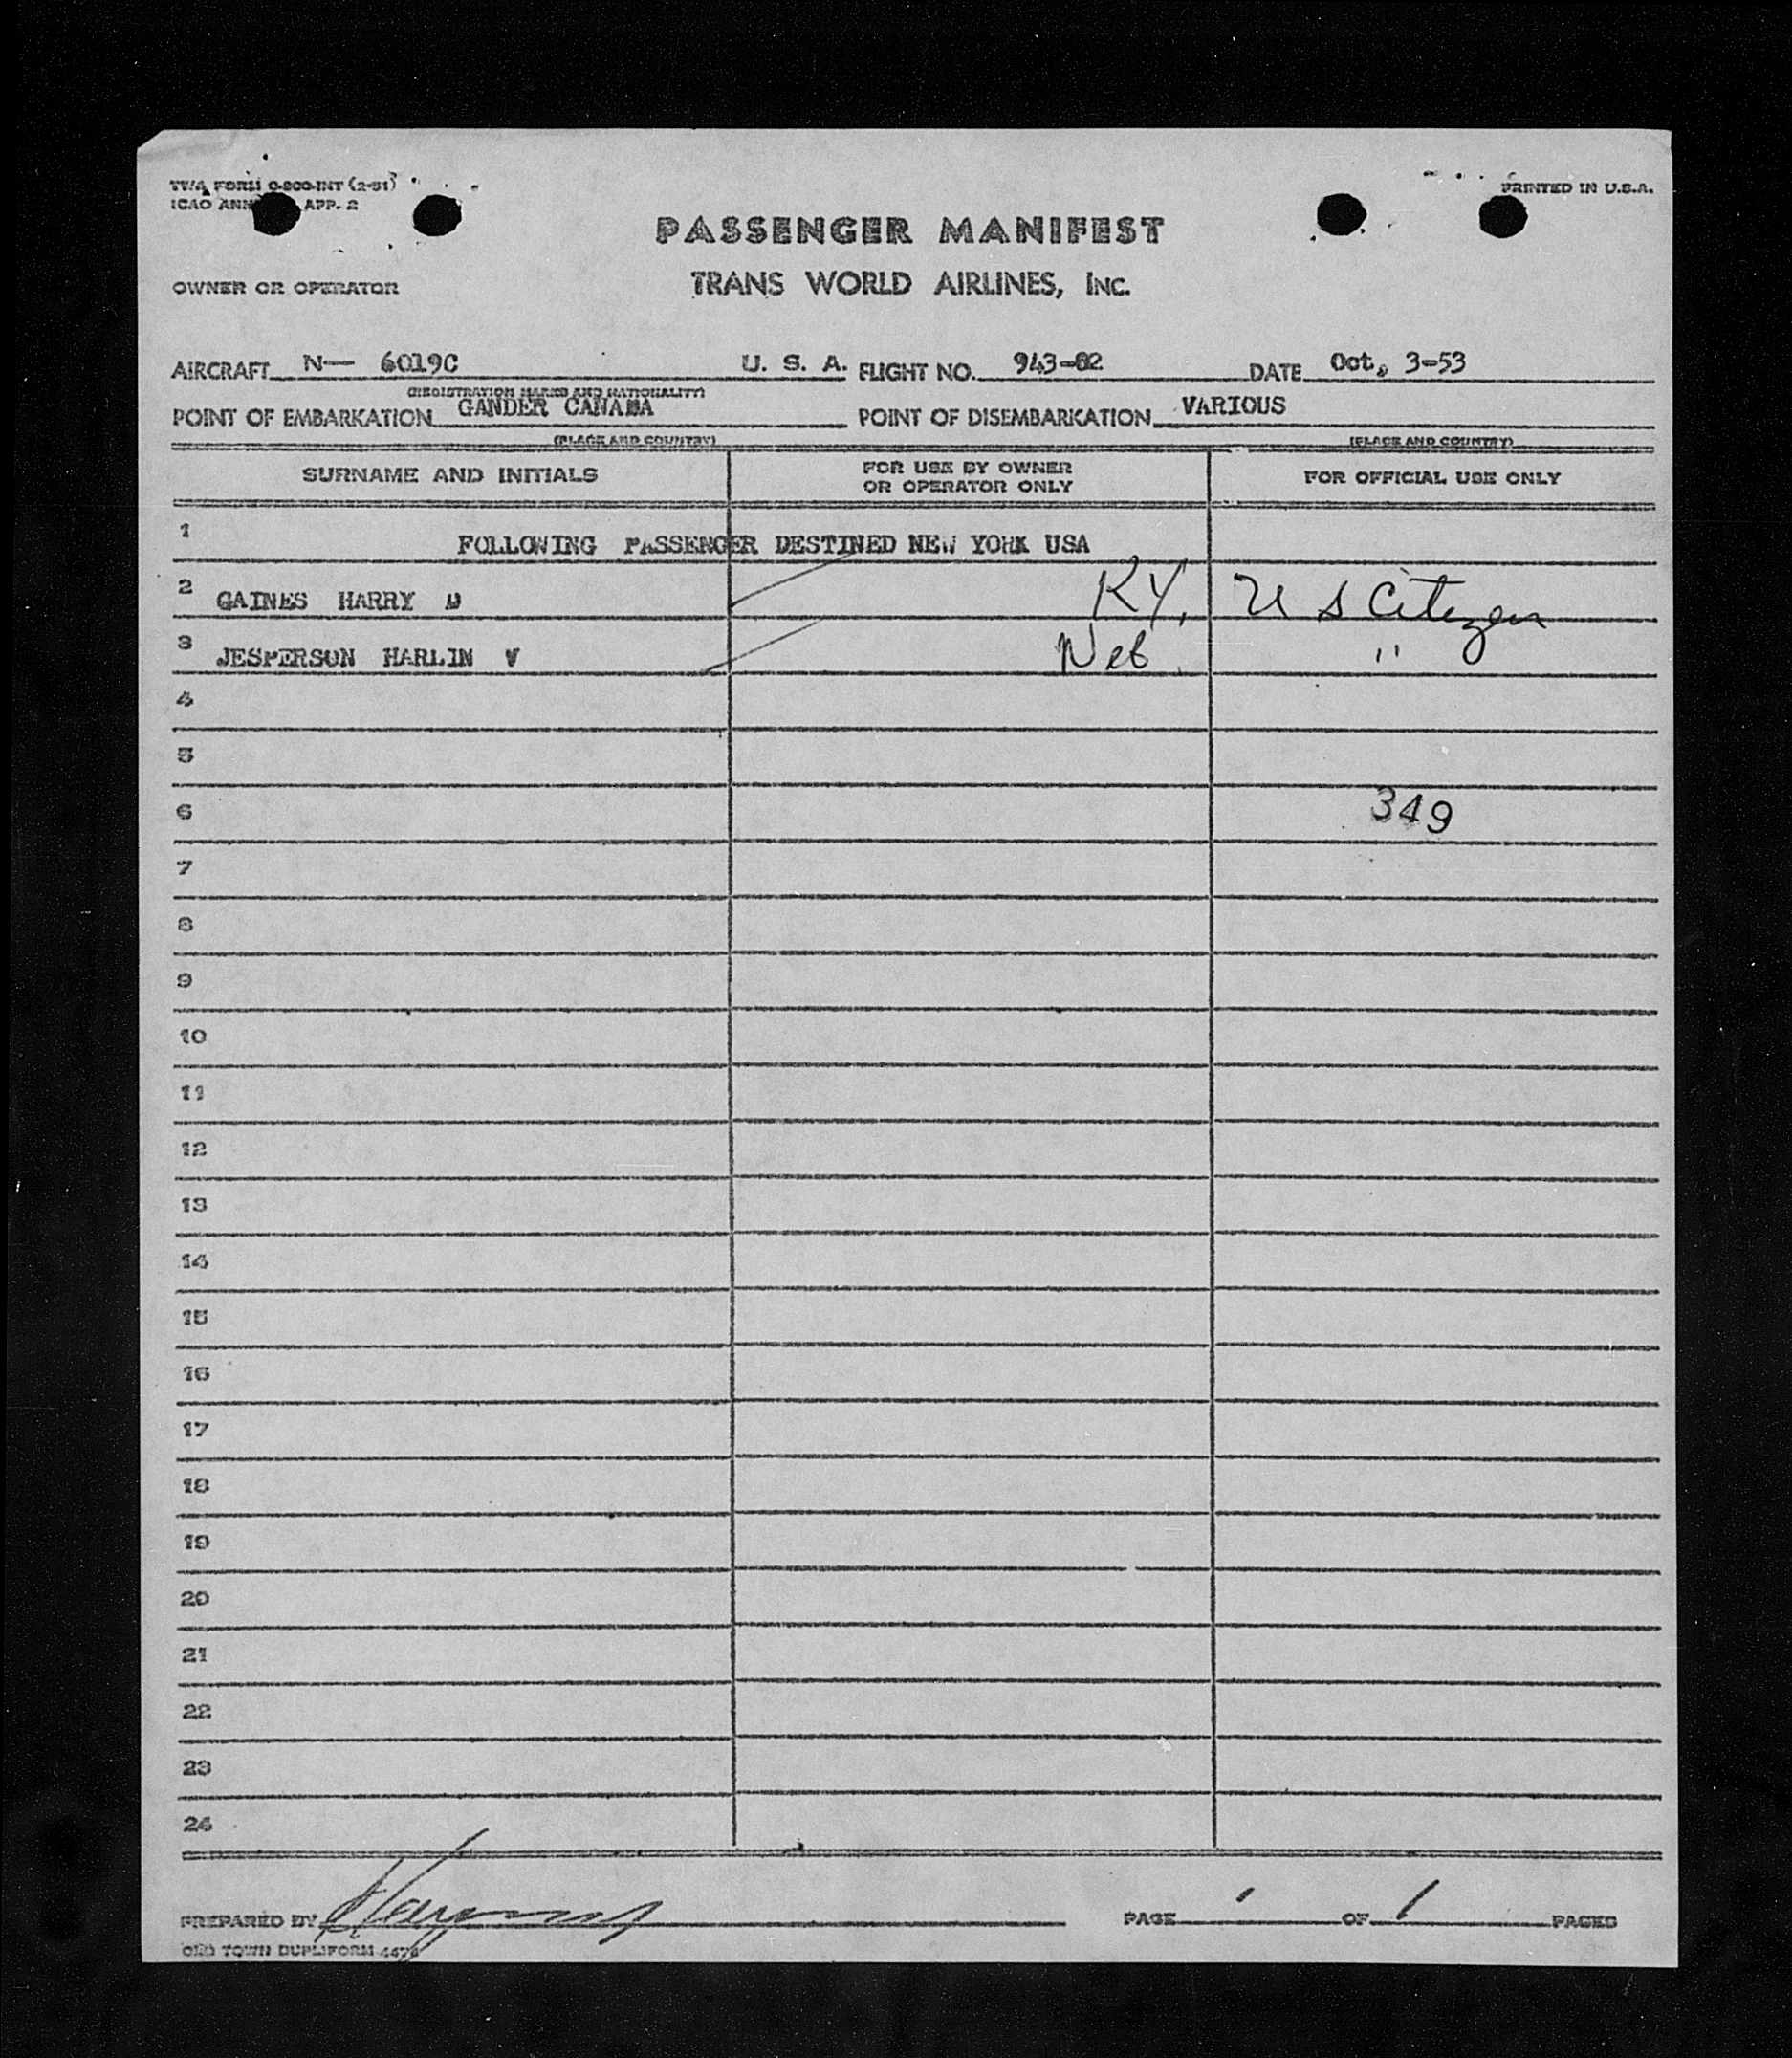 TWA FORM O-800-INT (2-51)
PRINTED IN U.S.A.
ICAO APP. 2
PASSENGER MANIFEST
OWNER OR OPERATOR
TRANS WORLD AIRLINES, INC.
AIRCRAFT N— 6019C U. S. A. FLIGHT NO. 943-02 DATE Oct, 3-53
(REGISTRATION MARKS AND NATIONALITY)
POINT OF EMBARKATION GANDER CANADA POINT OF DISEMBARKATION VARIOUS
(PLACE AND COUNTRY) (PLACE AND COUNTRY)
SURNAME AND INITIALS FOR USE BY OWNER OR OPERATOR ONLY FOR OFFICIAL USE ONLY
1 FOLLOWING PASSENGER DESTINED NEW YORK USA
2 GAINES HARRY D KY. U S Citizen
3 JESPERSON HARLIN V Neb. "
4
5
6 349
7
8
9
10
11
12
13
14
15
16
17
18
19
20
21
22
23
24
PREPARED BY PAGE 1 OF 1 PAGES
OLD TOWN DUPLIFORM